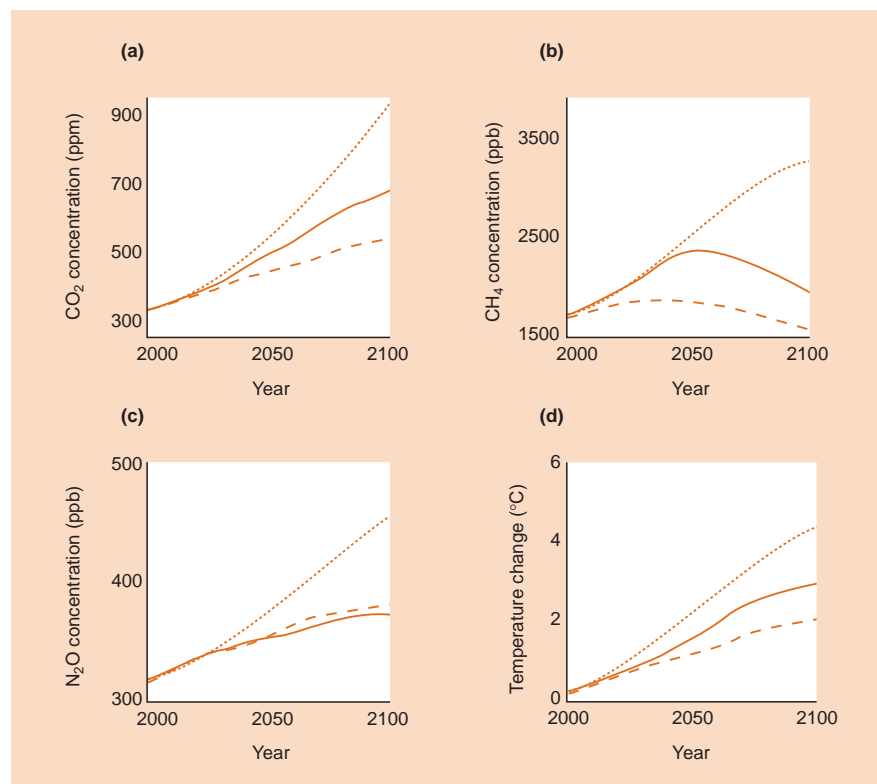 (a)
CO₂ concentration (ppm)
900
700
500
300
2000 2050 2100
Year
(b)
CH₄ concentration (ppb)
3500
2500
1500
2000 2050 2100
Year
(c)
N₂O concentration (ppb)
500
400
300
2000 2050 2100
Year
(d)
Temperature change (°C)
6
4
2
0
2000 2050 2100
Year